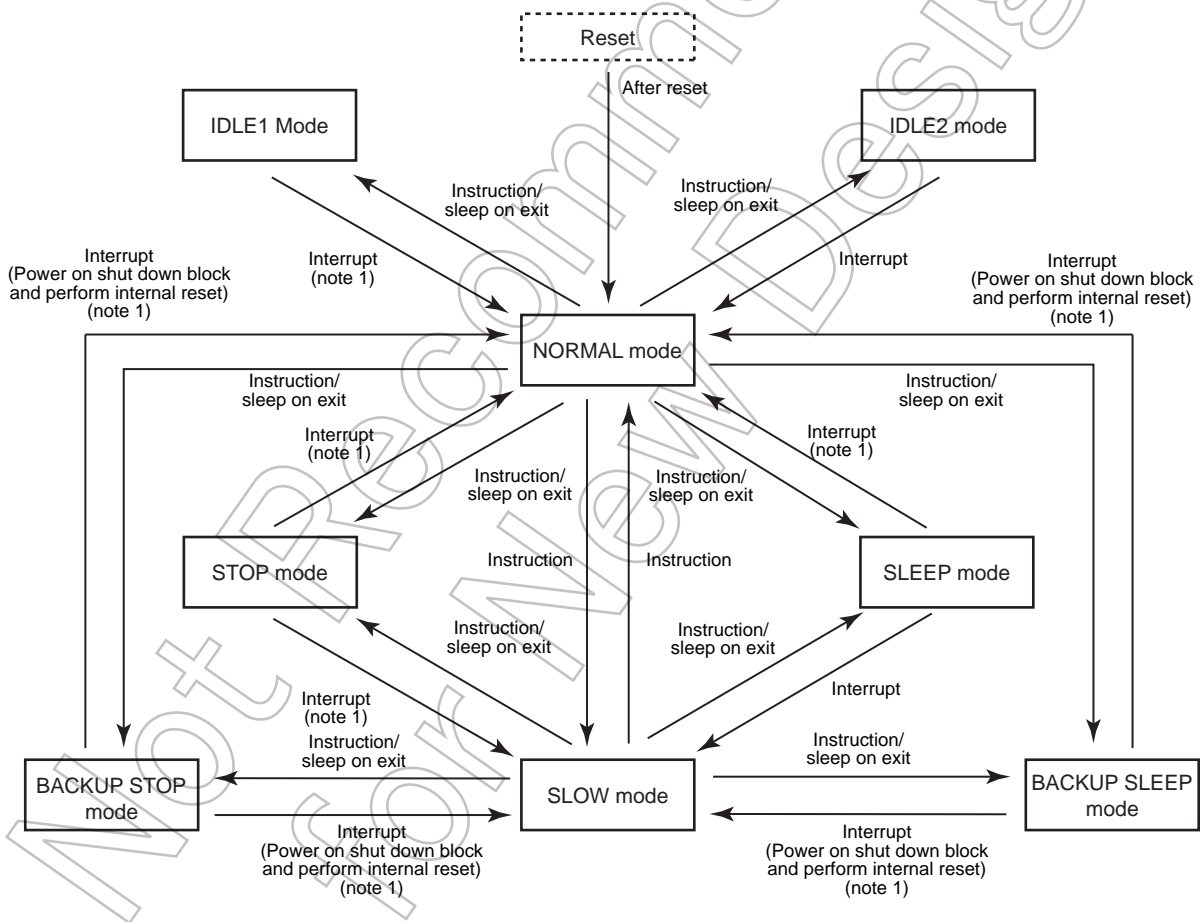 Reset
After reset
IDLE1 Mode
IDLE2 mode
Instruction/
sleep on exit
Instruction/
sleep on exit
Interrupt
(Power on shut down block
and perform internal reset)
(note 1)
Interrupt
(note 1)
Interrupt
Interrupt
(Power on shut down block
and perform internal reset)
(note 1)
NORMAL mode
Instruction/
sleep on exit
Instruction/
sleep on exit
Interrupt
(note 1)
Interrupt
(note 1)
Instruction/
sleep on exit
Instruction/
sleep on exit
STOP mode
Instruction
Instruction
SLEEP mode
Instruction/
sleep on exit
Instruction/
sleep on exit
Interrupt
(note 1)
Interrupt
Instruction/
sleep on exit
Instruction/
sleep on exit
BACKUP STOP
mode
SLOW mode
BACKUP SLEEP
mode
Interrupt
(Power on shut down block
and perform internal reset)
(note 1)
Interrupt
(Power on shut down block
and perform internal reset)
(note 1)
Not Recomme
for New Desig